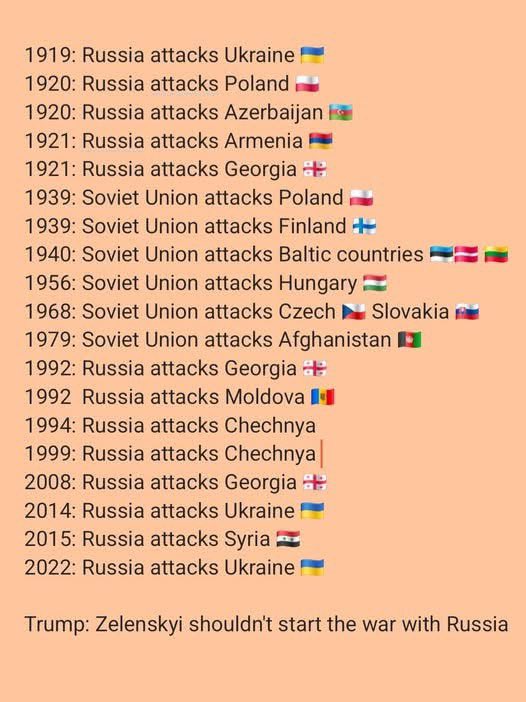 1919: Russia attacks Ukraine 🇺🇦
1920: Russia attacks Poland 🇵🇱
1920: Russia attacks Azerbaijan 🇦🇿
1921: Russia attacks Armenia 🇦🇲
1921: Russia attacks Georgia 🇬🇪
1939: Soviet Union attacks Poland 🇵🇱
1939: Soviet Union attacks Finland 🇫🇮
1940: Soviet Union attacks Baltic countries 🇪🇪🇱🇻🇱🇹
1956: Soviet Union attacks Hungary 🇭🇺
1968: Soviet Union attacks Czech 🇨🇿 Slovakia 🇸🇰
1979: Soviet Union attacks Afghanistan 🇦🇫
1992: Russia attacks Georgia 🇬🇪
1992  Russia attacks Moldova 🇲🇩
1994: Russia attacks Chechnya
1999: Russia attacks Chechnya
2008: Russia attacks Georgia 🇬🇪
2014: Russia attacks Ukraine 🇺🇦
2015: Russia attacks Syria 🇸🇾
2022: Russia attacks Ukraine 🇺🇦
Trump: Zelenskyi shouldn't start the war with Russia